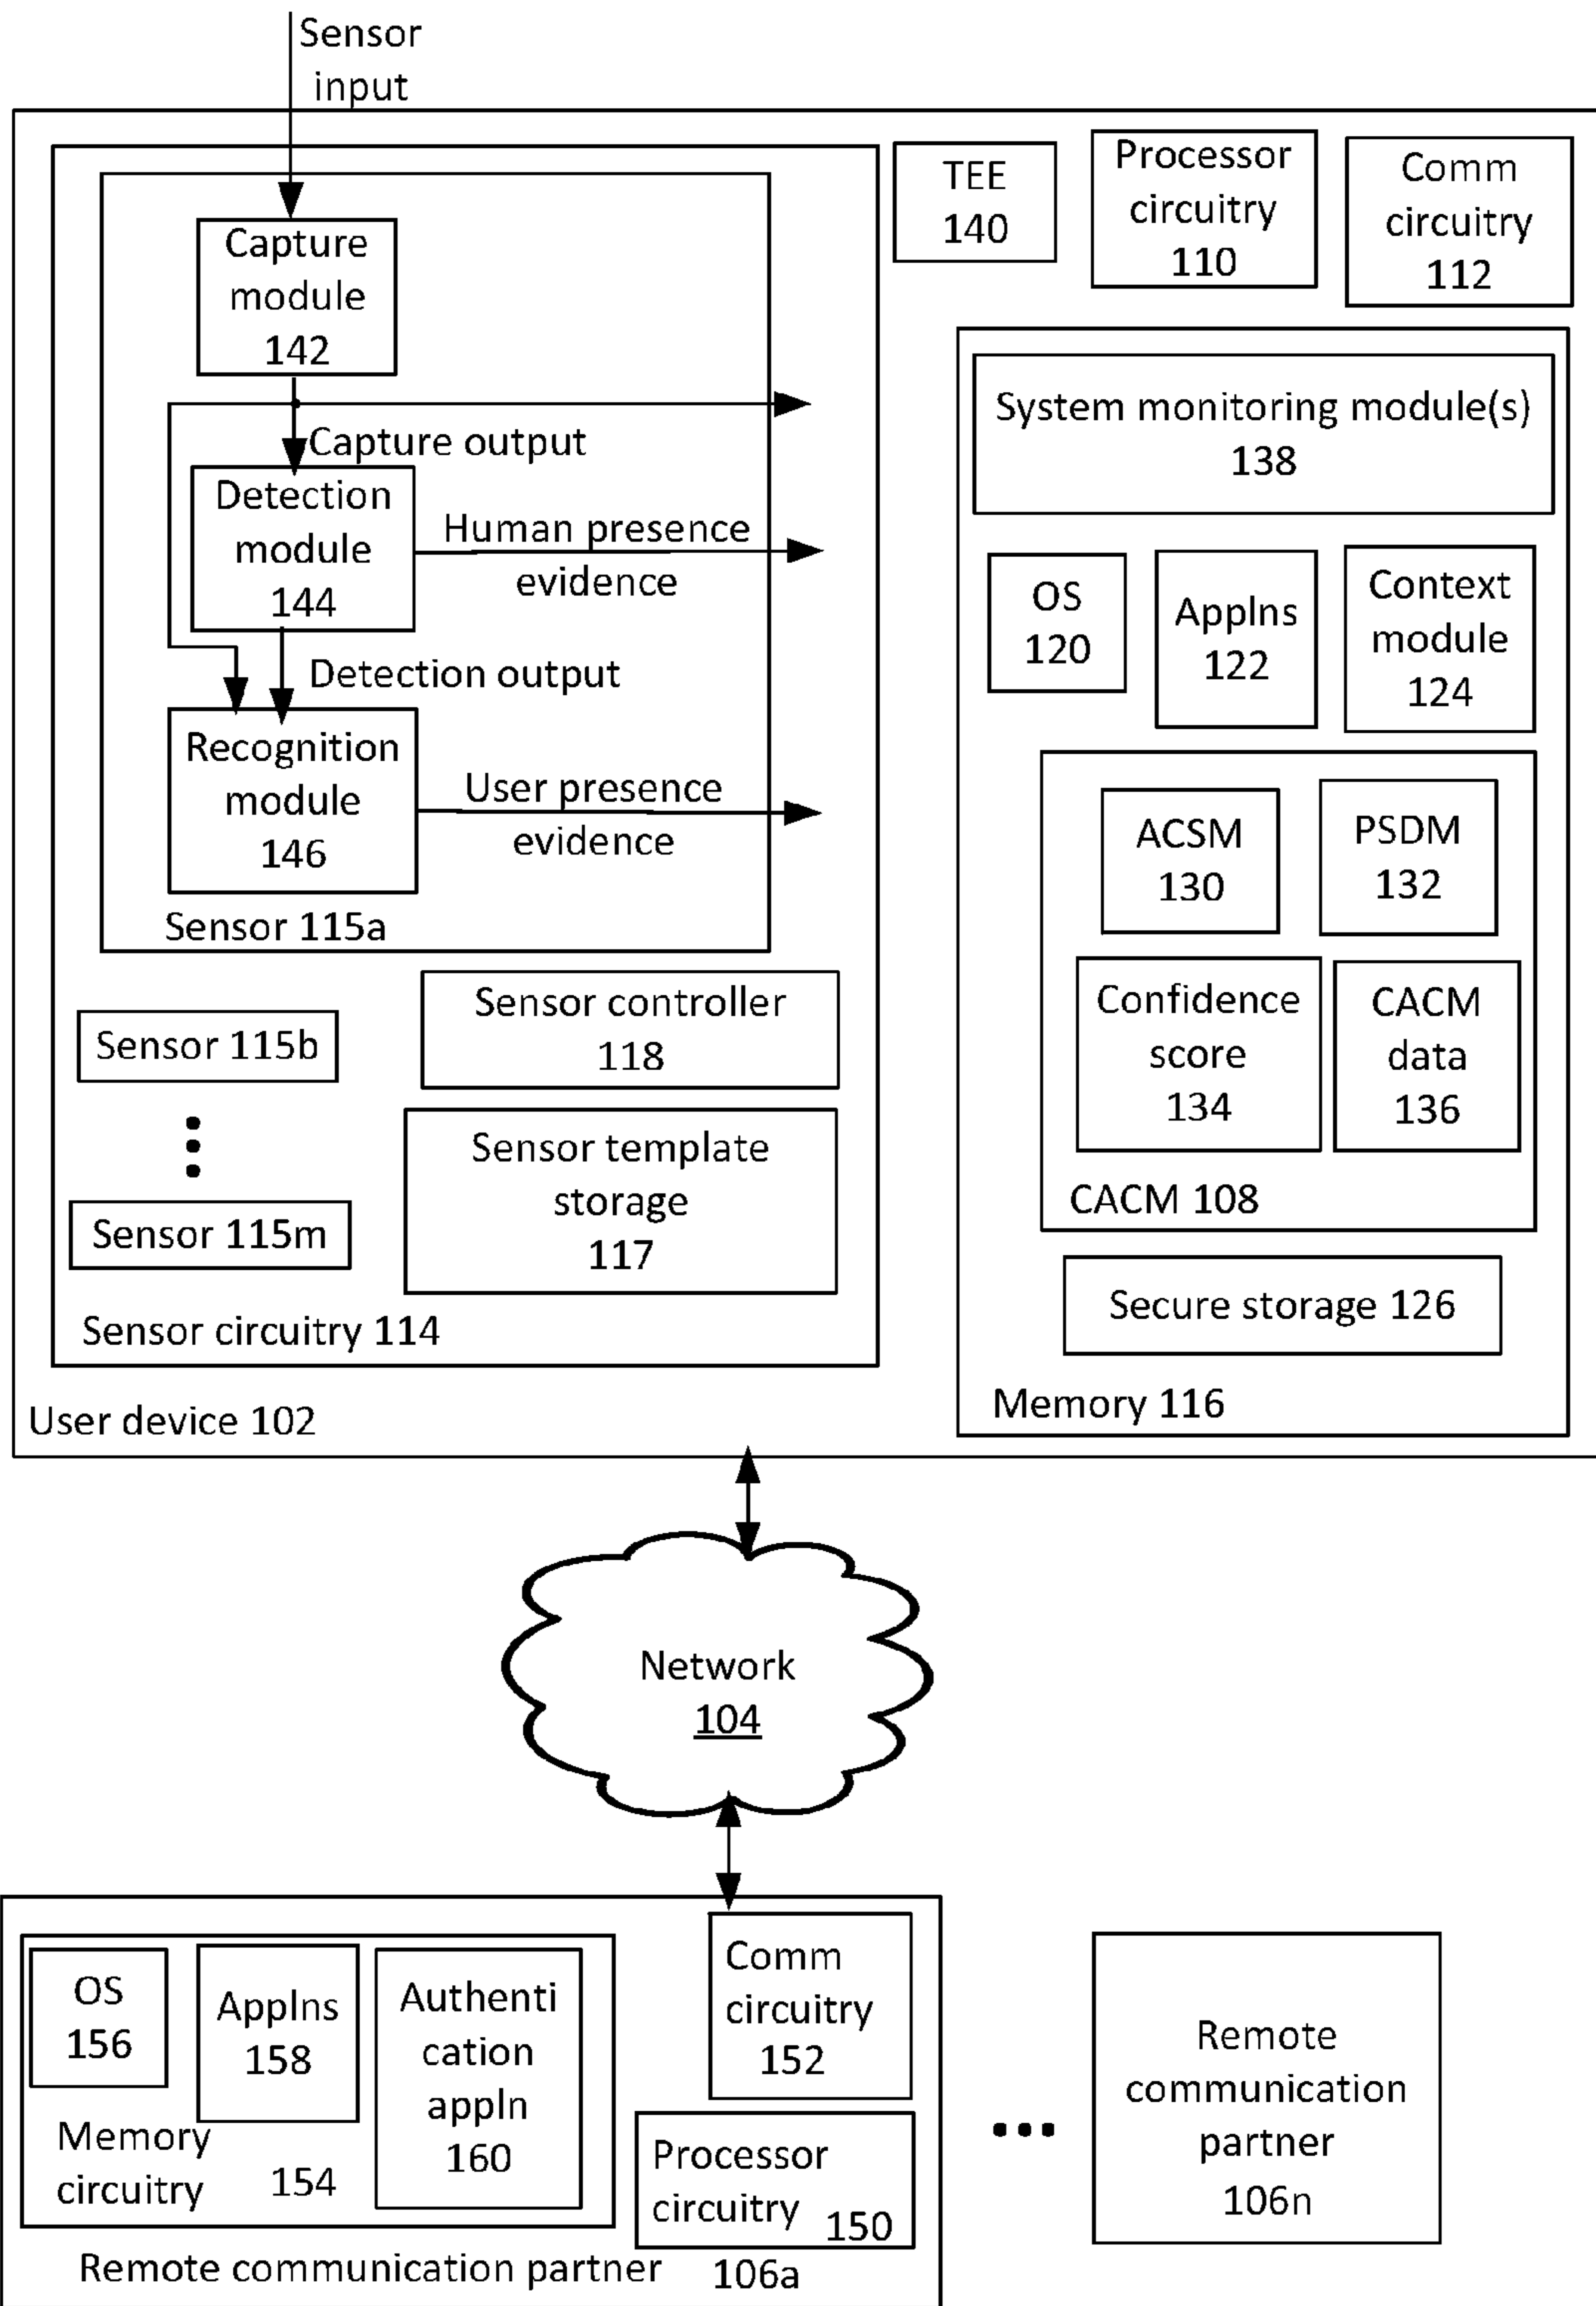 Sensor
input
TEE
140
Processor
circuitry
110
Comm
circuitry
112
Capture
module
142
Capture output
Detection
module
144
Human presence
evidence
Detection output
Recognition
module
146
User presence
evidence
Sensor 115a
Sensor 115b
Sensor 115m
Sensor controller
118
Sensor template
storage
117
Sensor circuitry 114
User device 102
System monitoring module(s)
138
OS
120
Applns
122
Context
module
124
ACSM
130
PSDM
132
Confidence
score
134
CACM
data
136
CACM 108
Secure storage 126
Memory 116
Network
104
OS
156
Applns
158
Authenti
cation
appln
160
Memory
circuitry
154
Comm
circuitry
152
Processor
circuitry
150
Remote communication partner
106a
Remote
communication
partner
106n